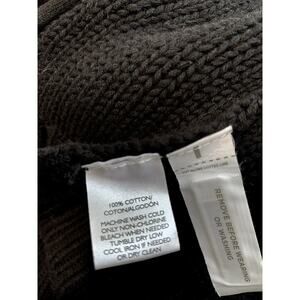 100% COTTON/
COTON/ALGODÓN
MACHINE WASH COLD
ONLY NON-CHLORINE
BLEACH WHEN NEEDED
TUMBLE DRY LOW
COOL IRON IF NEEDED
OR DRY CLEAN
REMOVE BEFORE WEARING
OR WASHING